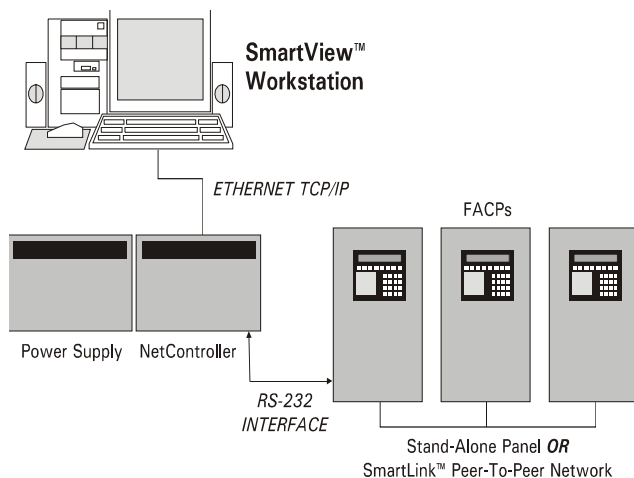 SmartView™
Workstation
ETHERNET TCP/IP
FACPs
Power Supply
NetController
RS-232
INTERFACE
Stand-Alone Panel OR
SmartLink™ Peer-To-Peer Network